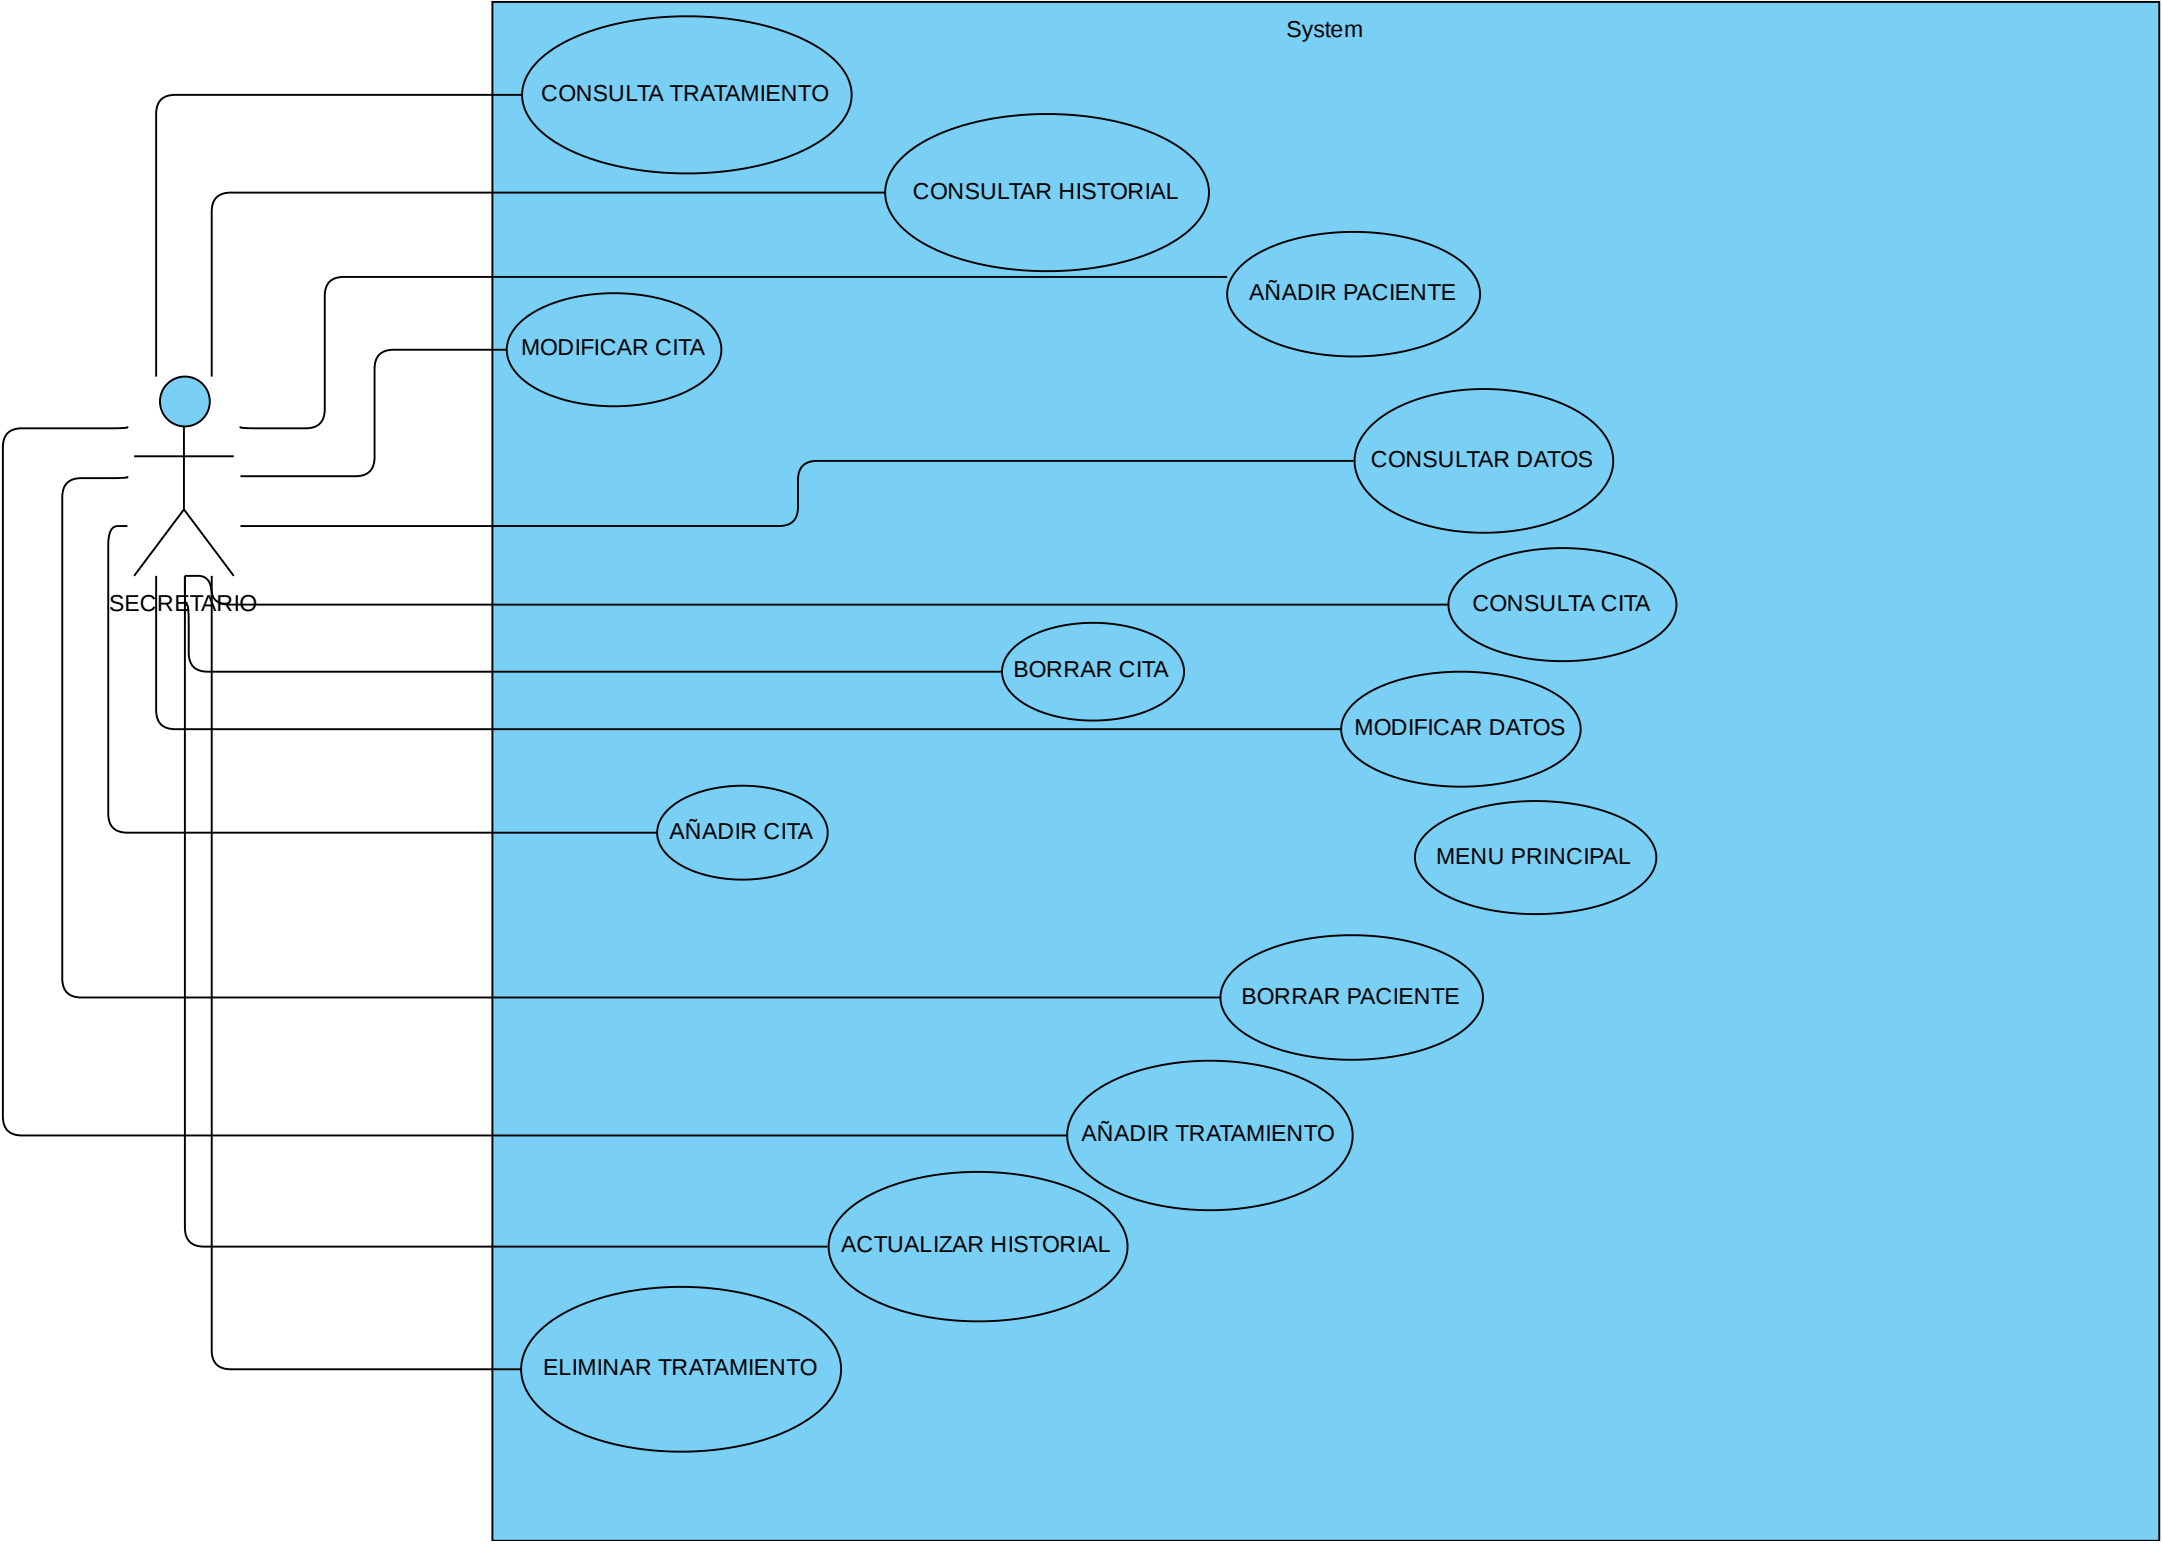 System
CONSULTA TRATAMIENTO
CONSULTAR HISTORIAL
AÑADIR PACIENTE
MODIFICAR CITA
CONSULTAR DATOS
SECRETARIO
CONSULTA CITA
BORRAR CITA
MODIFICAR DATOS
AÑADIR CITA
MENU PRINCIPAL
BORRAR PACIENTE
AÑADIR TRATAMIENTO
ACTUALIZAR HISTORIAL
ELIMINAR TRATAMIENTO